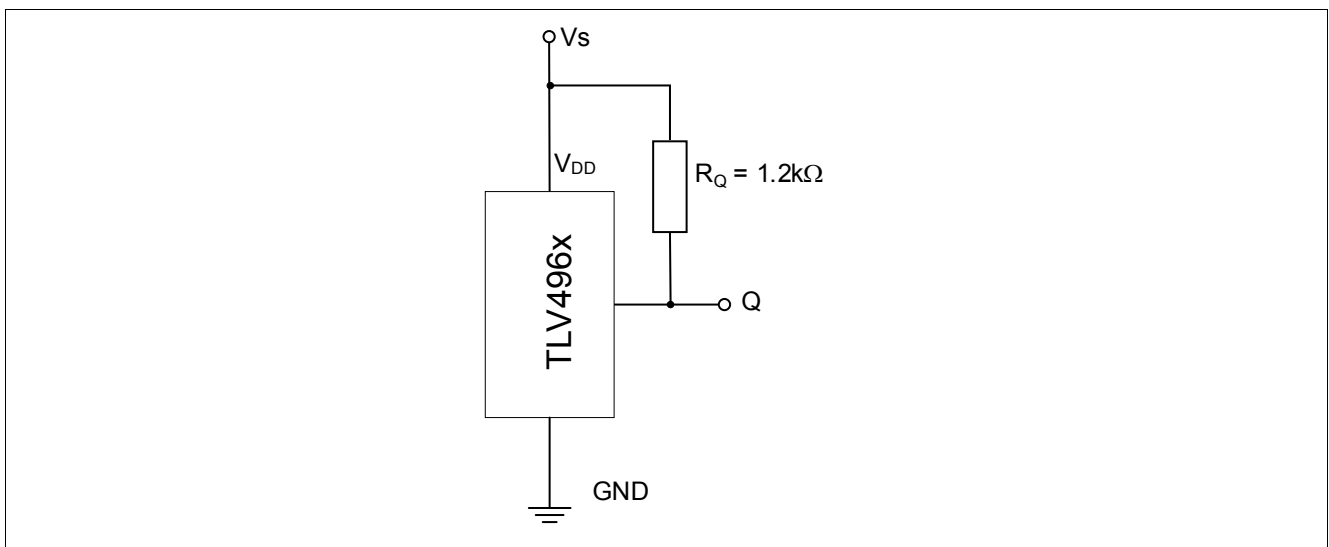 Vs
VDD
RQ = 1.2kΩ
TLV496x
Q
GND